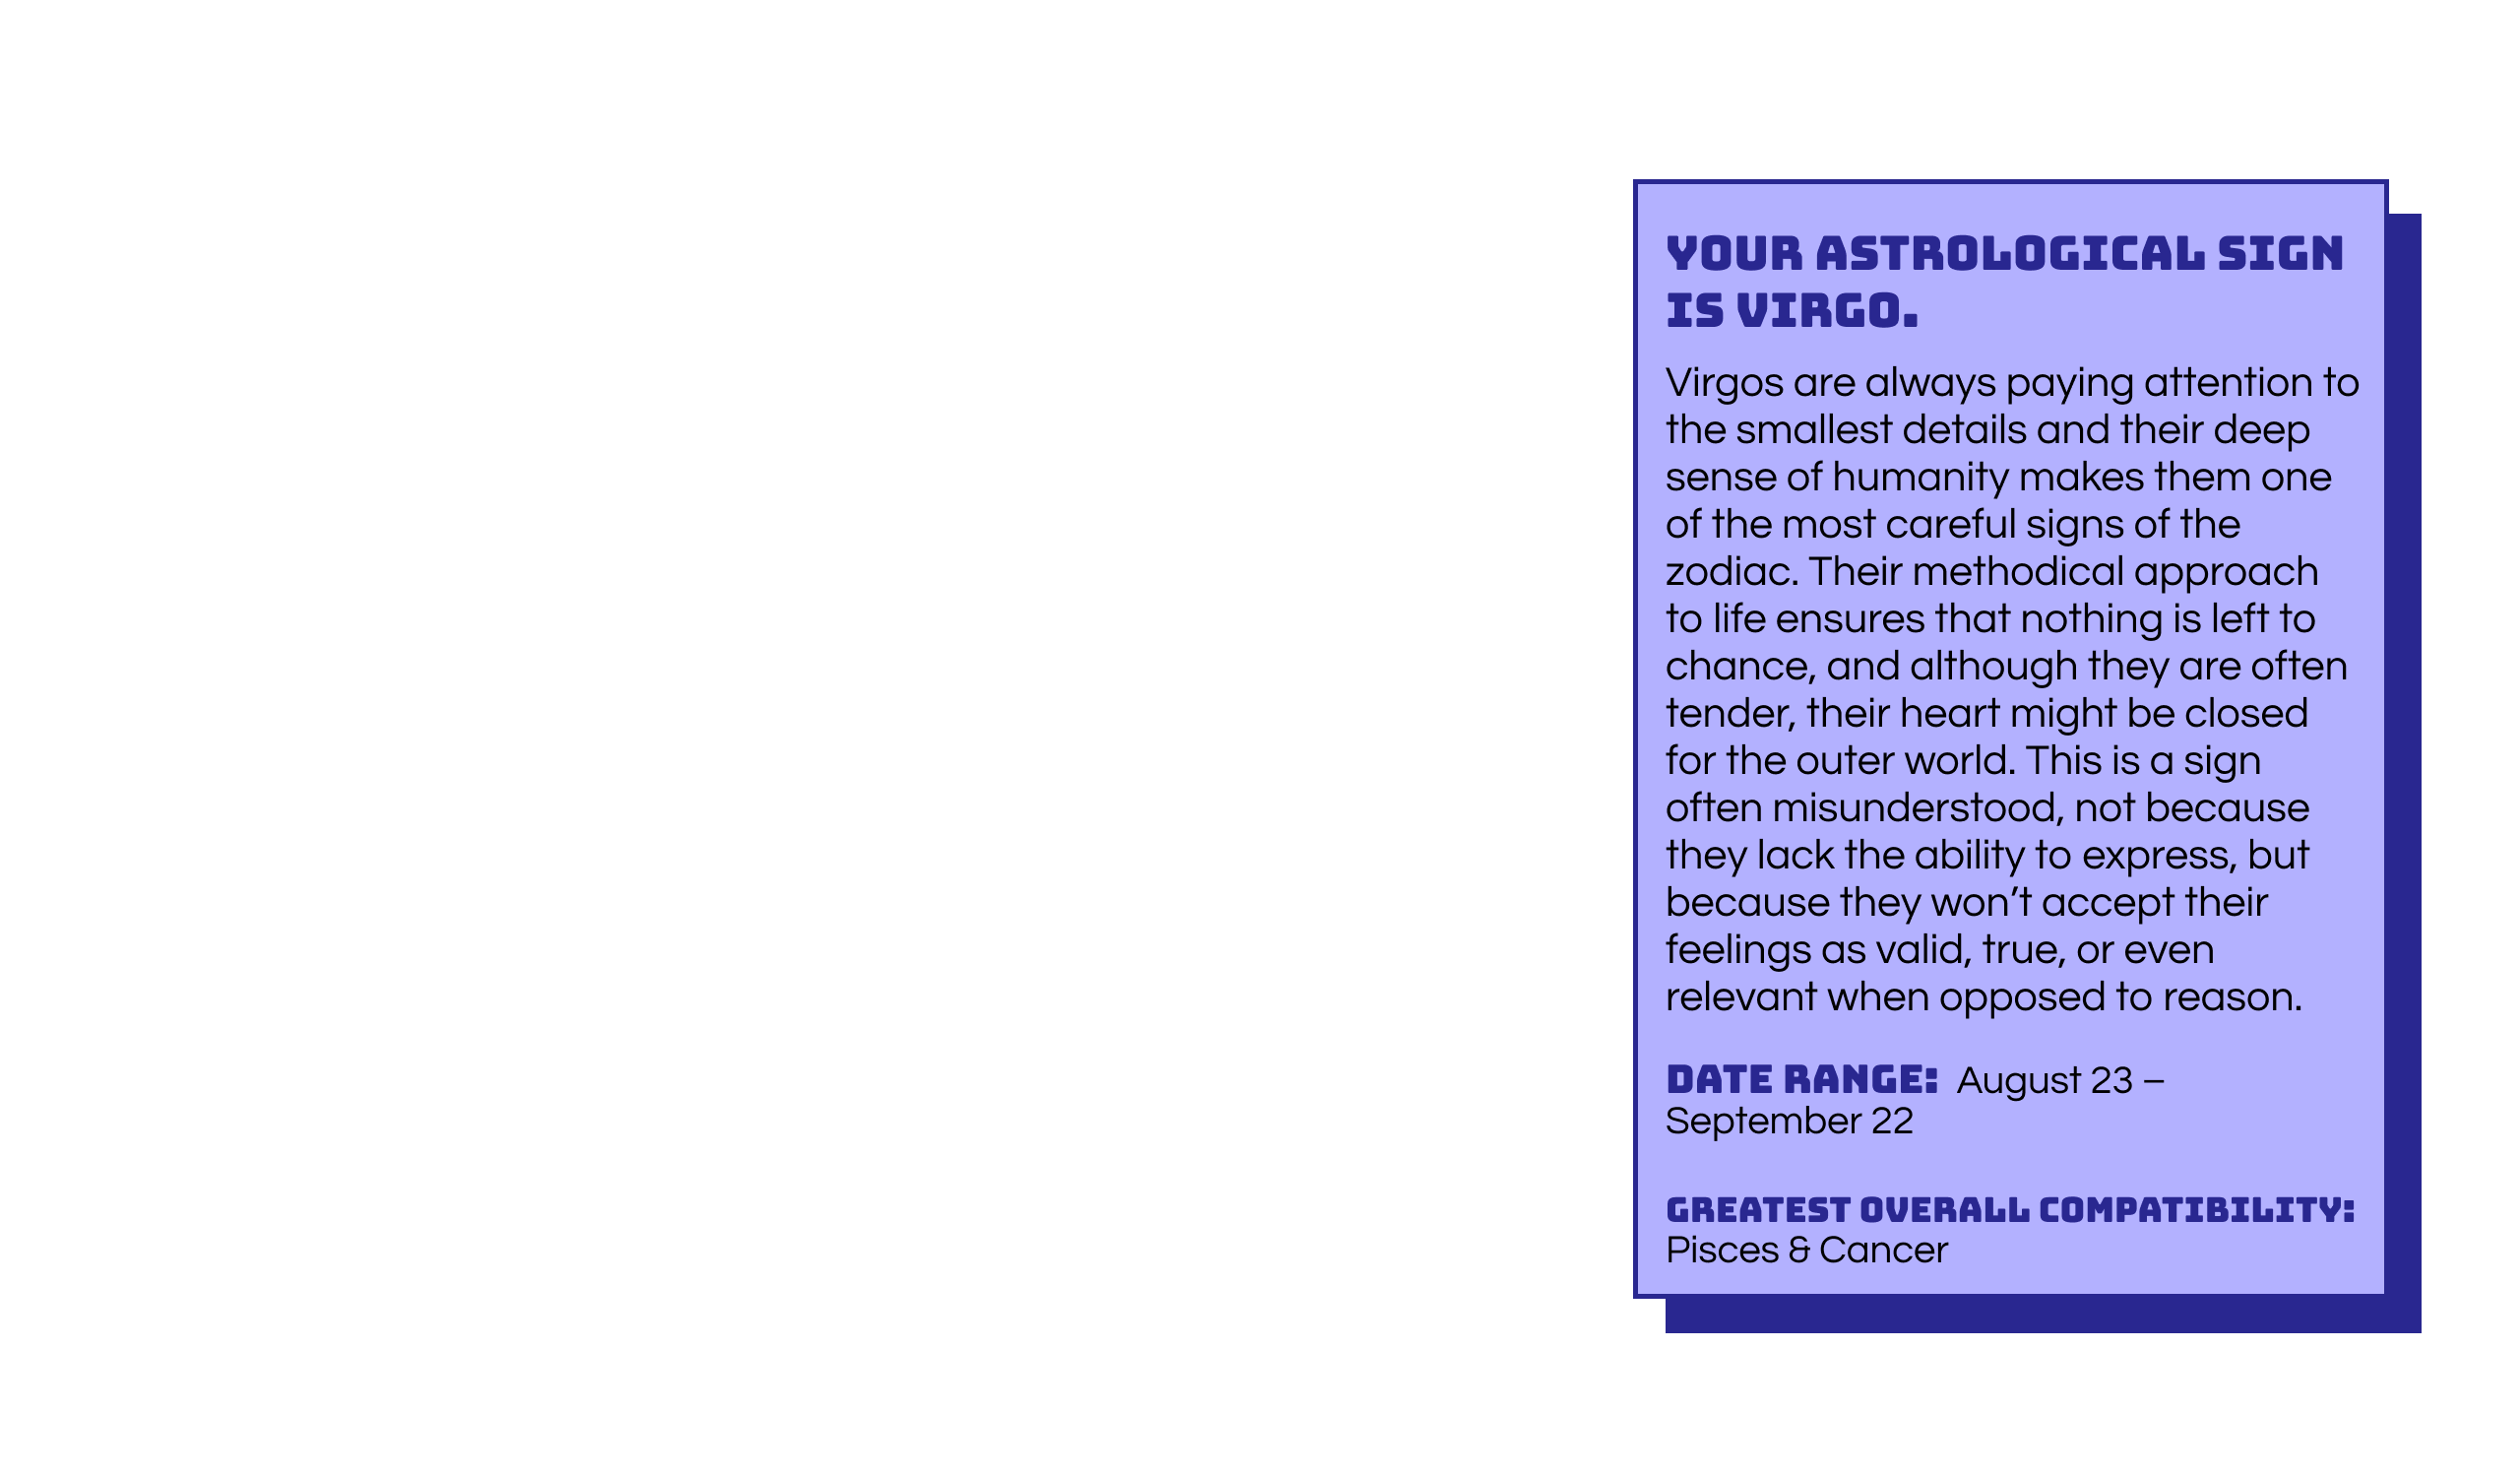 YOUR ASTROLOGICAL SIGN
IS VIRGO.
Virgos are always paying attention to
the smallest details and their deep
sense of humanity makes them one
of the most careful signs of the
zodiac. Their methodical approach
to life ensures that nothing is left to
chance, and although they are often
tender, their heart might be closed
for the outer world. This is a sign
often misunderstood, not because
they lack the ability to express, but
because they won’t accept their
feelings as valid, true, or even
relevant when opposed to reason.
DATE RANGE: August 23 –
September 22
GREATEST OVERALL COMPATIBILITY:
Pisces & Cancer